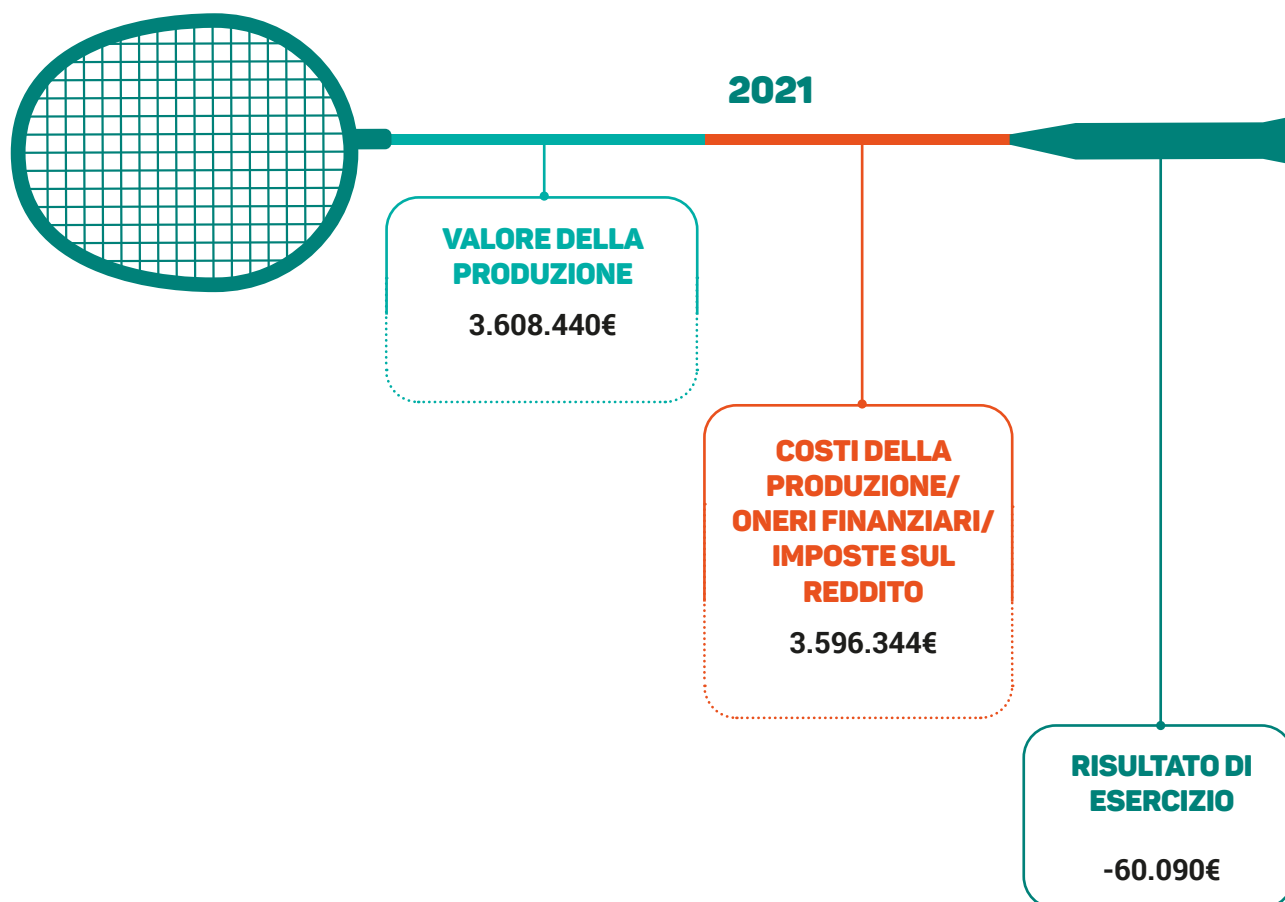 2021
VALORE DELLA
PRODUZIONE
3.608.440€
COSTI DELLA
PRODUZIONE/
ONERI FINANZIARI/
IMPOSTE SUL
REDDITO
3.596.344€
RISULTATO DI
ESERCIZIO
-60.090€